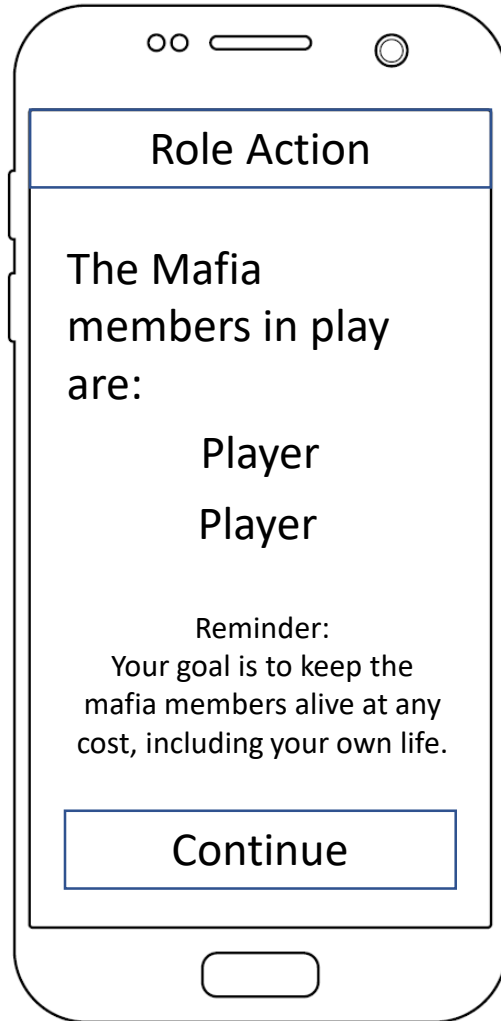 Role Action
The Mafia
members in play
are:
Player
Player
Reminder:
Your goal is to keep the
mafia members alive at any
cost, including your own life.
Continue